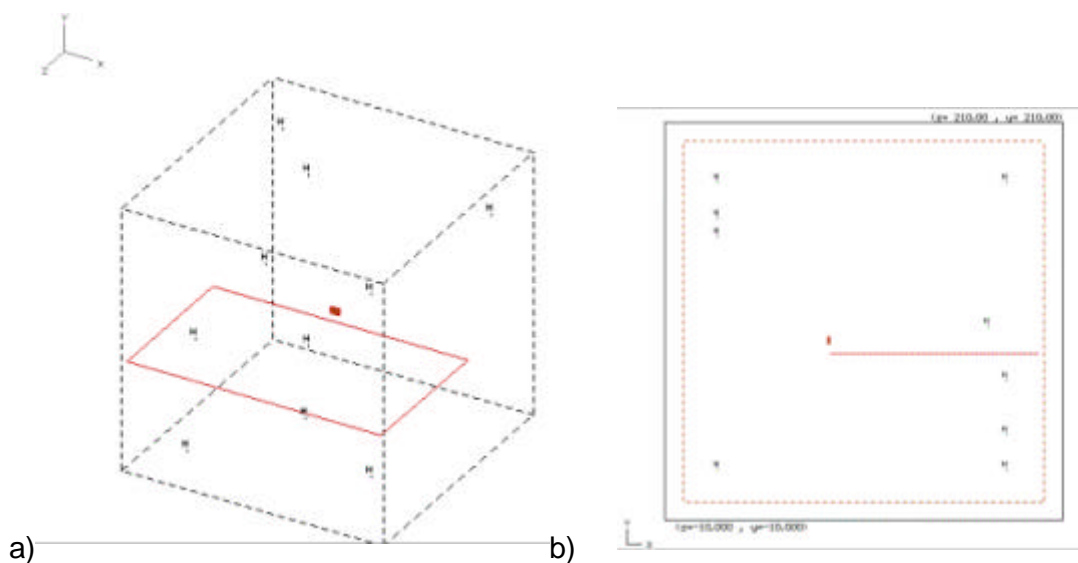 Y
Z
X
H
H
H
H
H
H
H
H
H
H
a)
(z= 210.00 , y= 210.00)
(z=-10.000 , y=-10.000)
b)